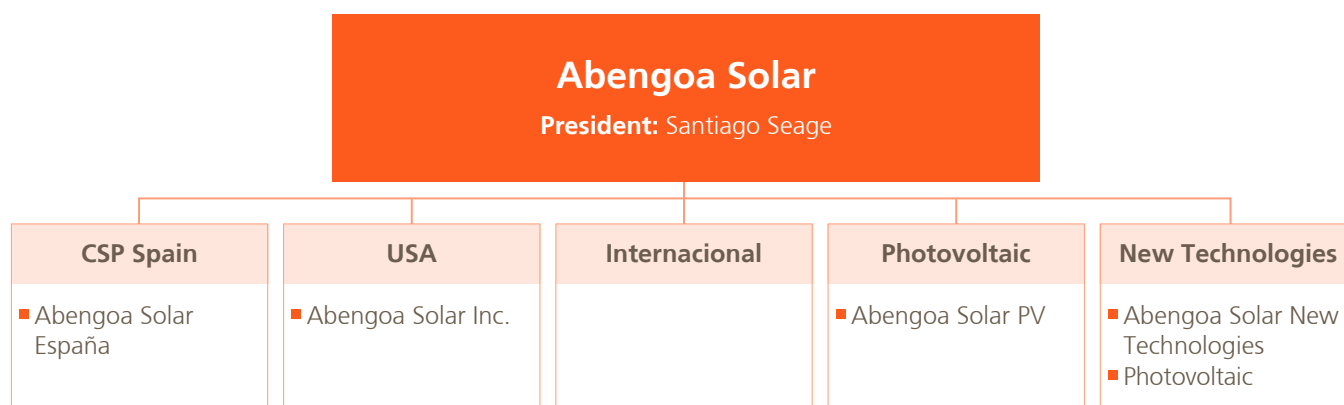 Abengoa Solar
President: Santiago Seage
CSP Spain
Abengoa Solar
España
USA
Abengoa Solar Inc.
Internacional
Photovoltaic
Abengoa Solar PV
New Technologies
Abengoa Solar New
Technologies
Photovoltaic